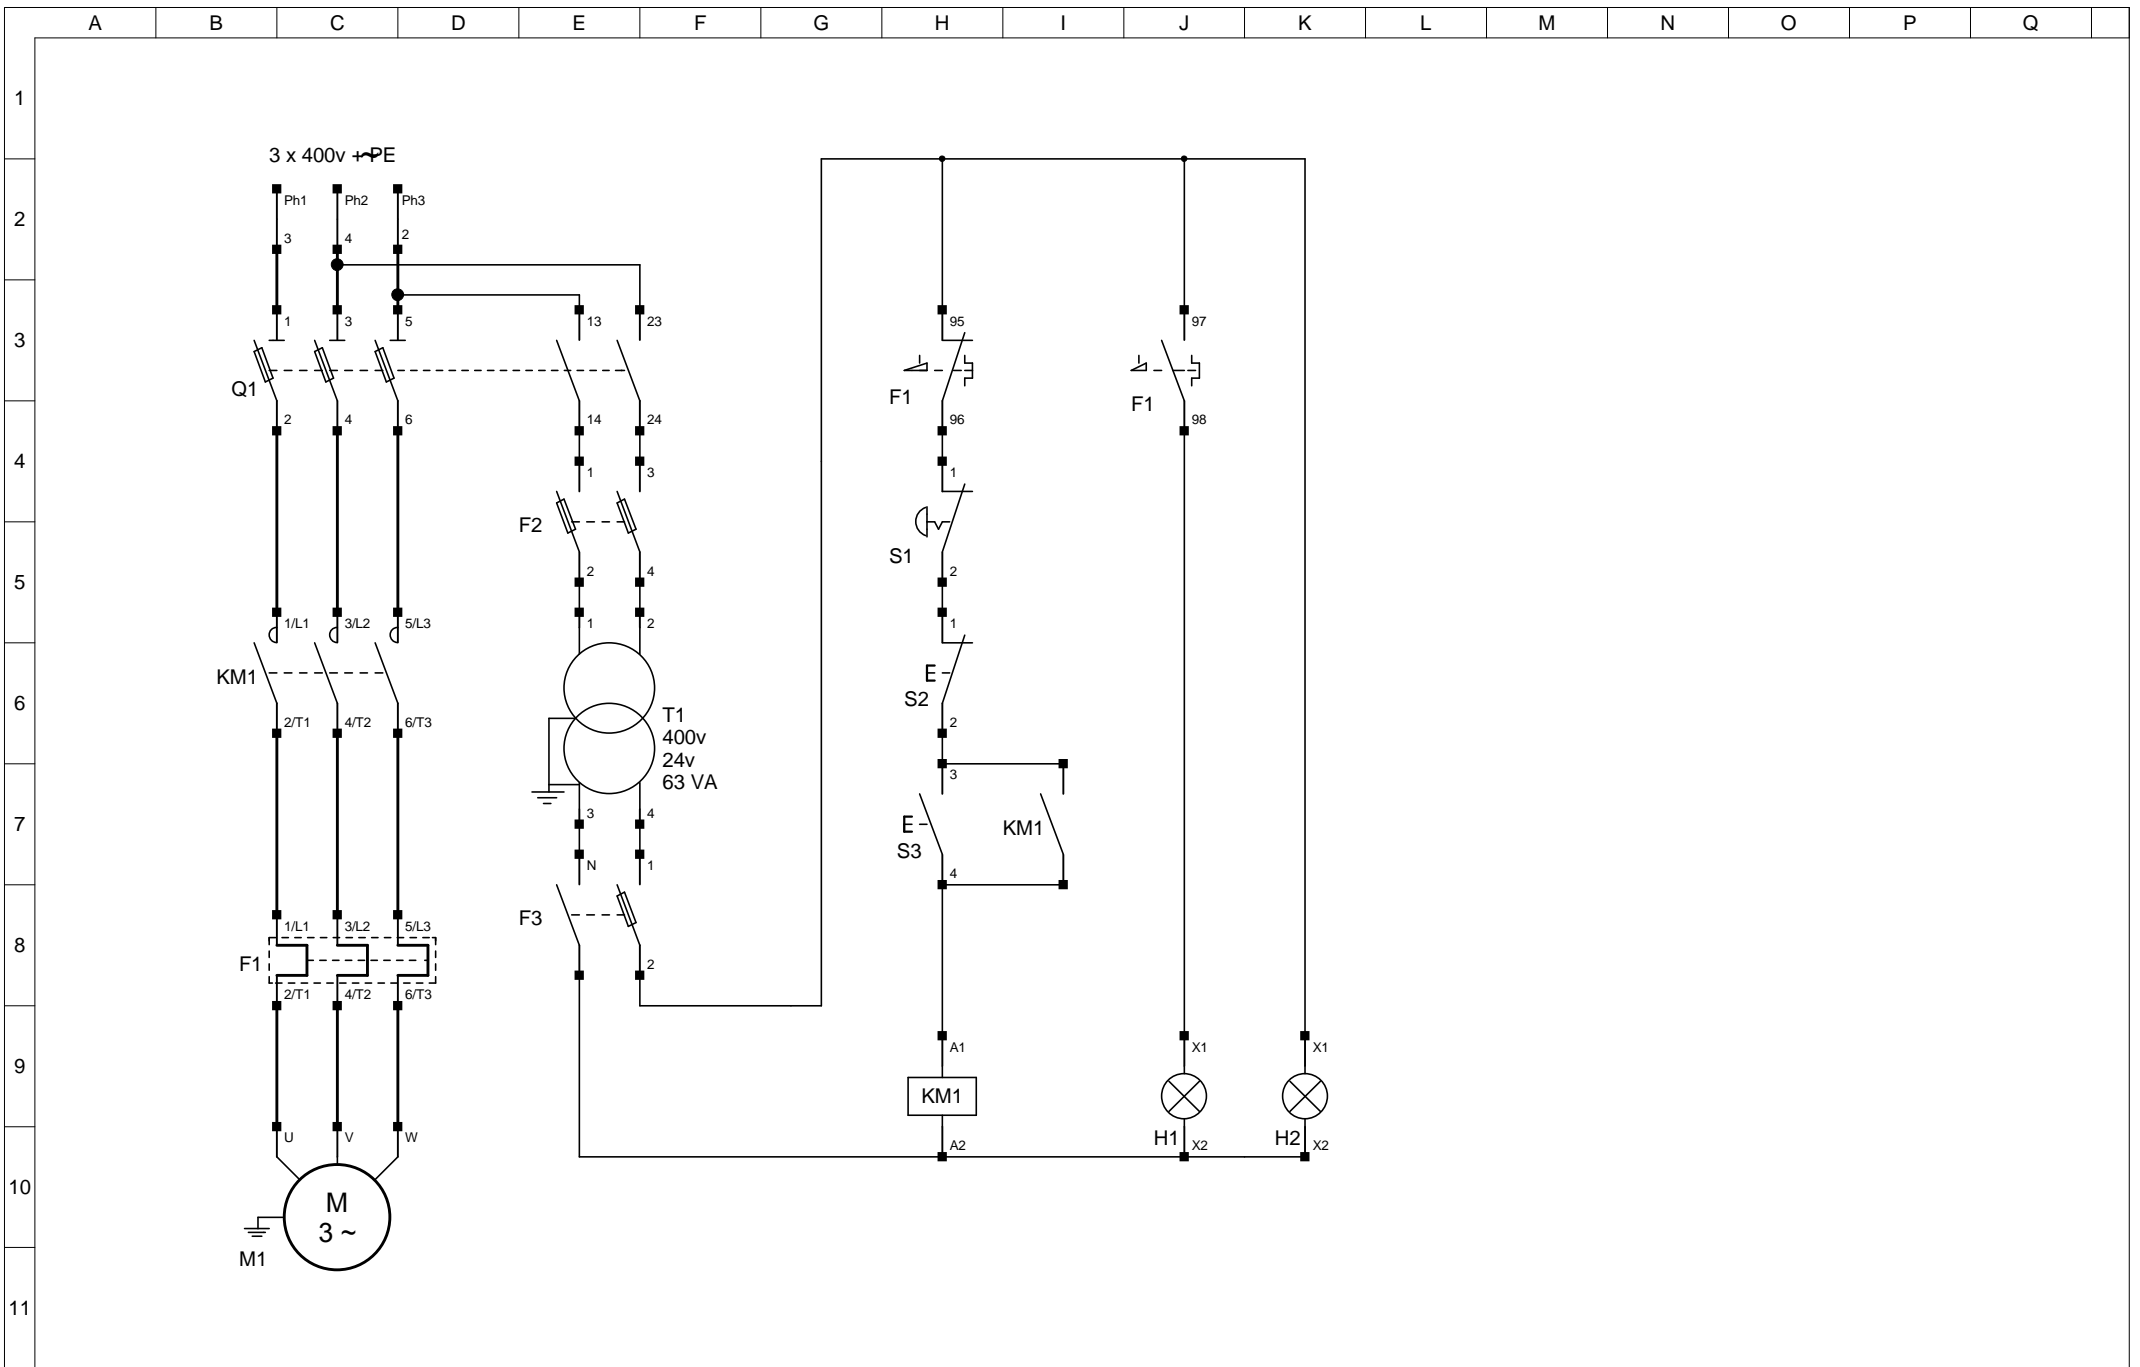 A B C D E F G H I J K L M N O P Q
1
3 x 400v + PE
Ph1 Ph2 Ph3
2
3 4 2
1 3 5 13 23 95 97
3
Q1 F1 F1
2 4 6 14 24 96 98
4
1 3 1
F2
S1
5
2 4 2
1/L1 3/L2 5/L3 1 2 1
KM1 E
6
S2
2/T1 4/T2 6/T3 2
T1
400v
24v
63 VA
3
7
3 4
E KM1
S3
N 1
4
F3
8
1/L1 3/L2 5/L3
F1 2
2/T1 4/T2 6/T3
9
A1 X1 X1
KM1
U V W
A2 H1 X2 H2 X2
10
M
3 ~
M1
11